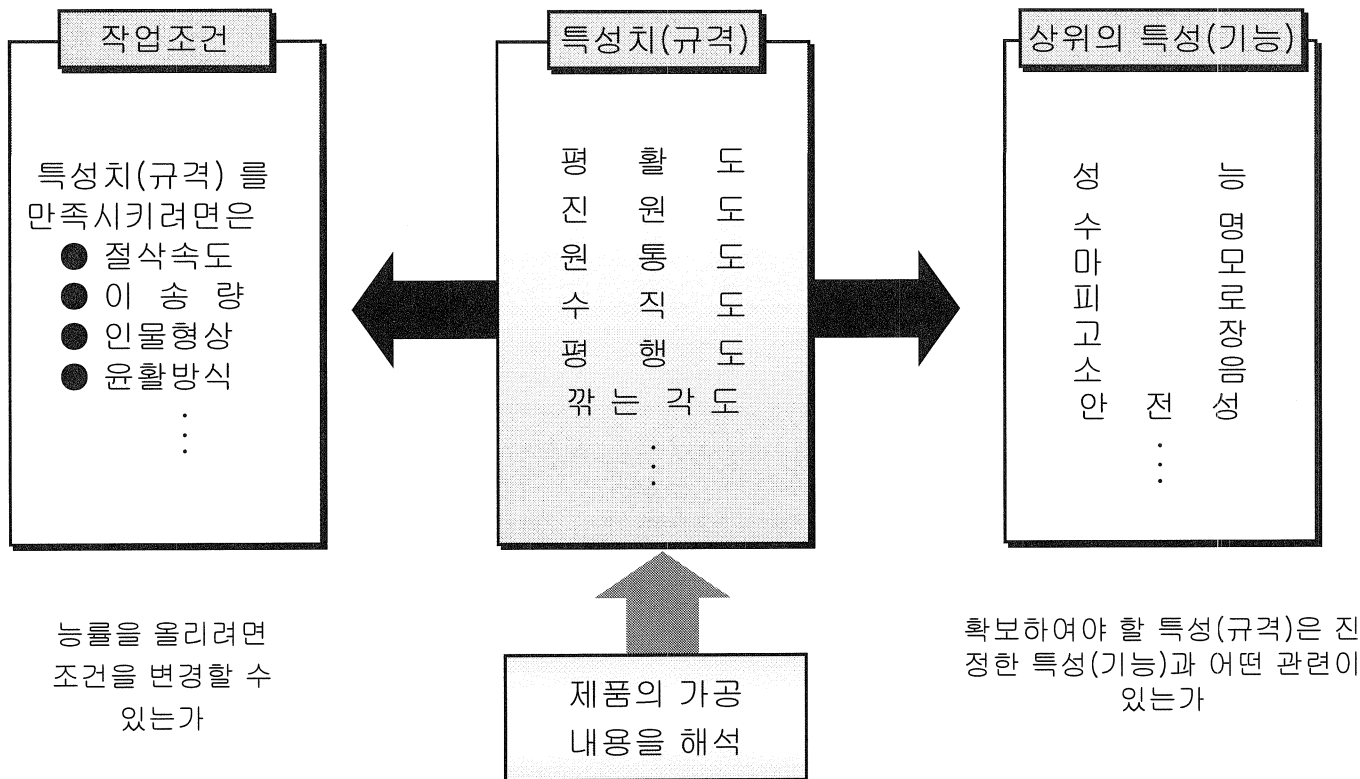 작업조건
특성치(규격) 를
만족시키려면은
● 절삭속도
● 이 송 량
● 인물형상
● 윤활방식
⋮
능률을 올리려면
조건을 변경할 수
있는가
특성치(규격)
평 활 도
진 원 도
원 통 도
수 직 도
평 행 도
깎 는 각 도
⋮
제품의 가공
내용을 해석
상위의 특성(기능)
성 능
수 명
마 모
피 로
고 장
소 음
안 전 성
⋮
확보하여야 할 특성(규격)은 진
정한 특성(기능)과 어떤 관련이
있는가